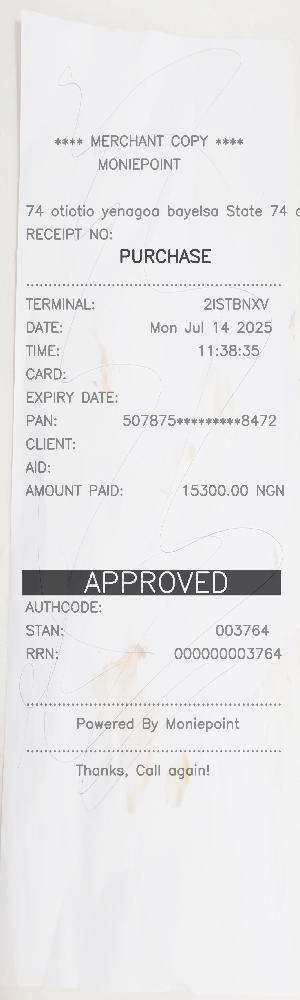 **** MERCHANT COPY ****
MONIEPOINT
74 otiotio yenagoa bayelsa State 74
RECEIPT NO:
PURCHASE
TERMINAL: 2ISTBNXV
DATE: Mon Jul 14 2025
TIME: 11:38:35
CARD:
EXPIRY DATE:
PAN: 507875*********8472
CLIENT:
AID:
AMOUNT PAID: 15300.00 NGN
APPROVED
AUTHCODE:
STAN: 003764
RRN: 000000003764
Powered By Moniepoint
Thanks, Call again!